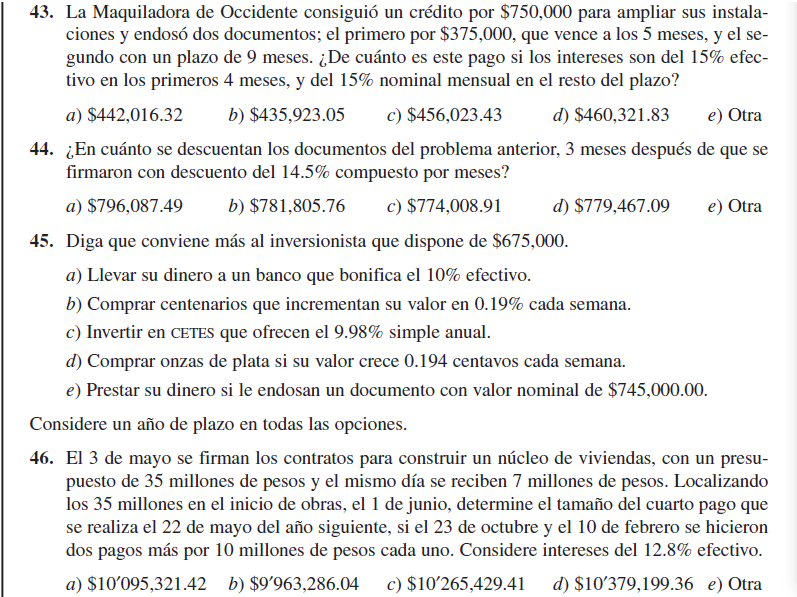 43. La Maquiladora de Occidente consiguió un crédito por $750,000 para ampliar sus instala-
ciones y endosó dos documentos; el primero por $375,000, que vence a los 5 meses, y el se-
gundo con un plazo de 9 meses. ¿De cuánto es este pago si los intereses son del 15% efec-
tivo en los primeros 4 meses, y del 15% nominal mensual en el resto del plazo?
a) $442,016.32 b) $435,923.05 c) $456,023.43 d) $460,321.83 e) Otra
44. ¿En cuánto se descuentan los documentos del problema anterior, 3 meses después de que se
firmaron con descuento del 14.5% compuesto por meses?
a) $796,087.49 b) $781,805.76 c) $774,008.91 d) $779,467.09 e) Otra
45. Diga que conviene más al inversionista que dispone de $675,000.
a) Llevar su dinero a un banco que bonifica el 10% efectivo.
b) Comprar centenarios que incrementan su valor en 0.19% cada semana.
c) Invertir en CETES que ofrecen el 9.98% simple anual.
d) Comprar onzas de plata si su valor crece 0.194 centavos cada semana.
e) Prestar su dinero si le endosan un documento con valor nominal de $745,000.00.
Considere un año de plazo en todas las opciones.
46. El 3 de mayo se firman los contratos para construir un núcleo de viviendas, con un presu-
puesto de 35 millones de pesos y el mismo día se reciben 7 millones de pesos. Localizando
los 35 millones en el inicio de obras, el 1 de junio, determine el tamaño del cuarto pago que
se realiza el 22 de mayo del año siguiente, si el 23 de octubre y el 10 de febrero se hicieron
dos pagos más por 10 millones de pesos cada uno. Considere intereses del 12.8% efectivo.
a) $10′095,321.42 b) $9′963,286.04 c) $10′265,429.41 d) $10′379,199.36 e) Otra